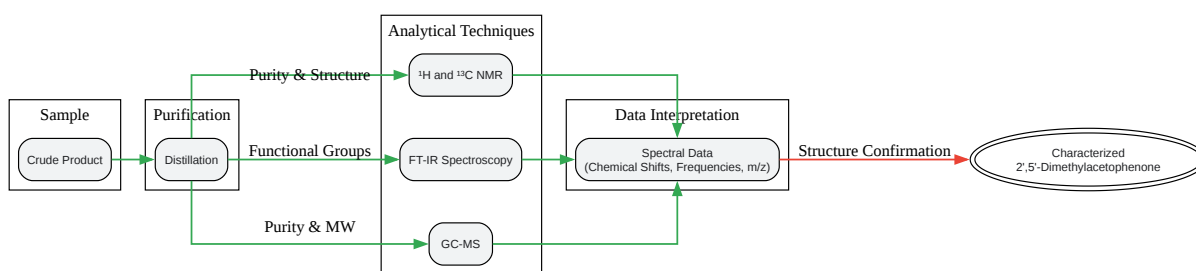 Analytical Techniques
¹H and ¹³C NMR
Purity & Structure
Sample
Purification
Data Interpretation
Crude Product
Distillation
Functional Groups
FT-IR Spectroscopy
Spectral Data
(Chemical Shifts, Frequencies, m/z)
Structure Confirmation
Characterized
2',5'-Dimethylacetophenone
Purity & MW
GC-MS